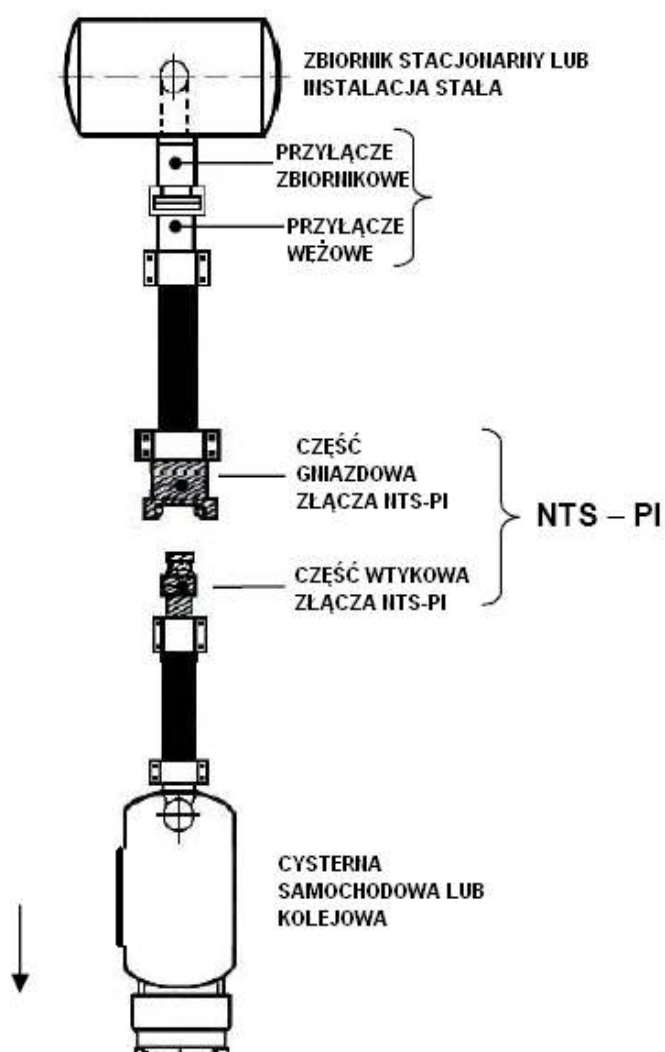 ZBIORNIK STACJONARNY LUB
INSTALACJA STAŁA
PRZYŁĄCZE
ZBIORNIKOWE
PRZYŁĄCZE
WĘŻOWE
CZĘŚĆ
GNIAZDOWA
ZŁĄCZA NTS-PI
NTS – PI
CZĘŚĆ WTYKOWA
ZŁĄCZA NTS-PI
CYSTERNA
SAMOCHODOWA LUB
KOLEJOWA